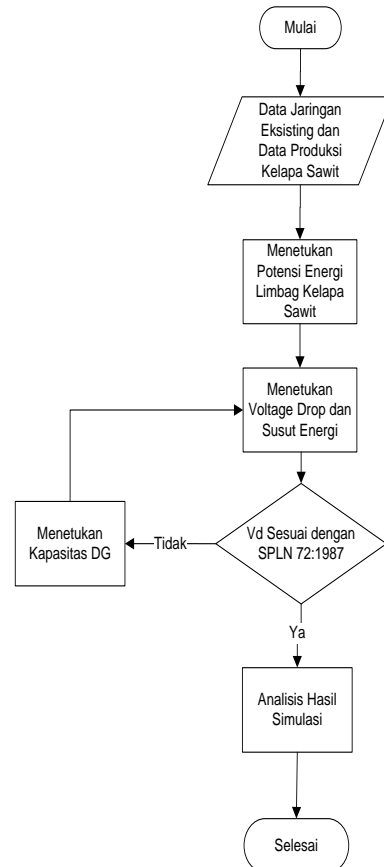 Mulai
Data Jaringan
Eksisting dan
Data Produksi
Kelapa Sawit
Menetukan
Potensi Energi
Limbag Kelapa
Sawit
Menetukan
Voltage Drop dan
Susut Energi
Vd Sesuai dengan
SPLN 72:1987
Tidak
Menetukan
Kapasitas DG
Ya
Analisis Hasil
Simulasi
Selesai